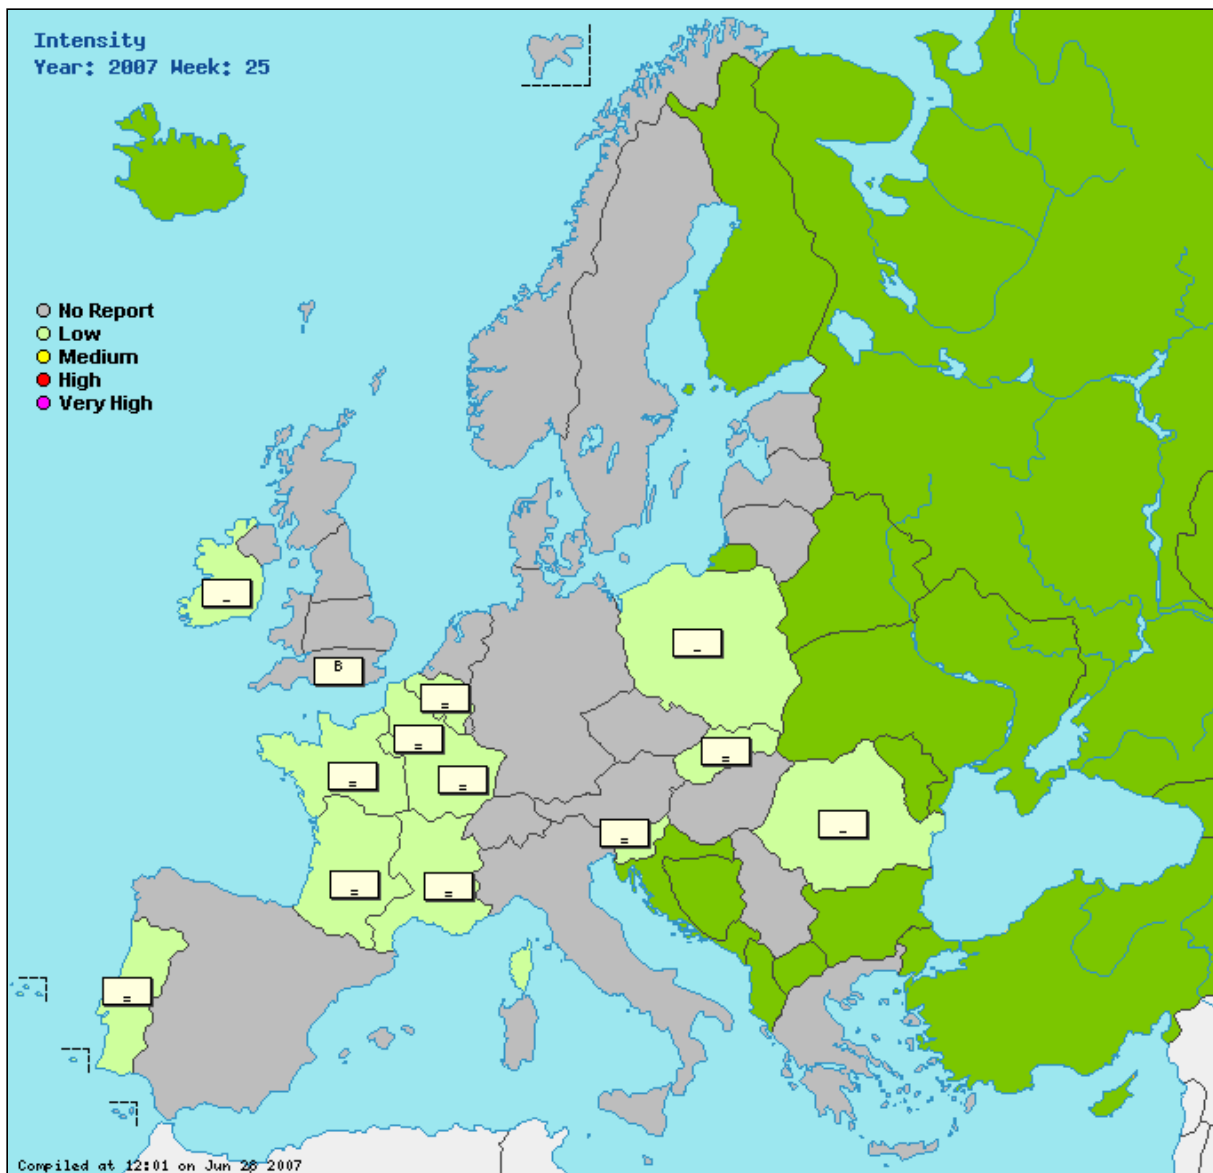 Intensity
Year: 2007 Week: 25
No Report
Low
Medium
High
Very High
-
B
-
=
=
=
=
=
=
-
=
=
=
Compiled at 12:01 on Jun 28 2007